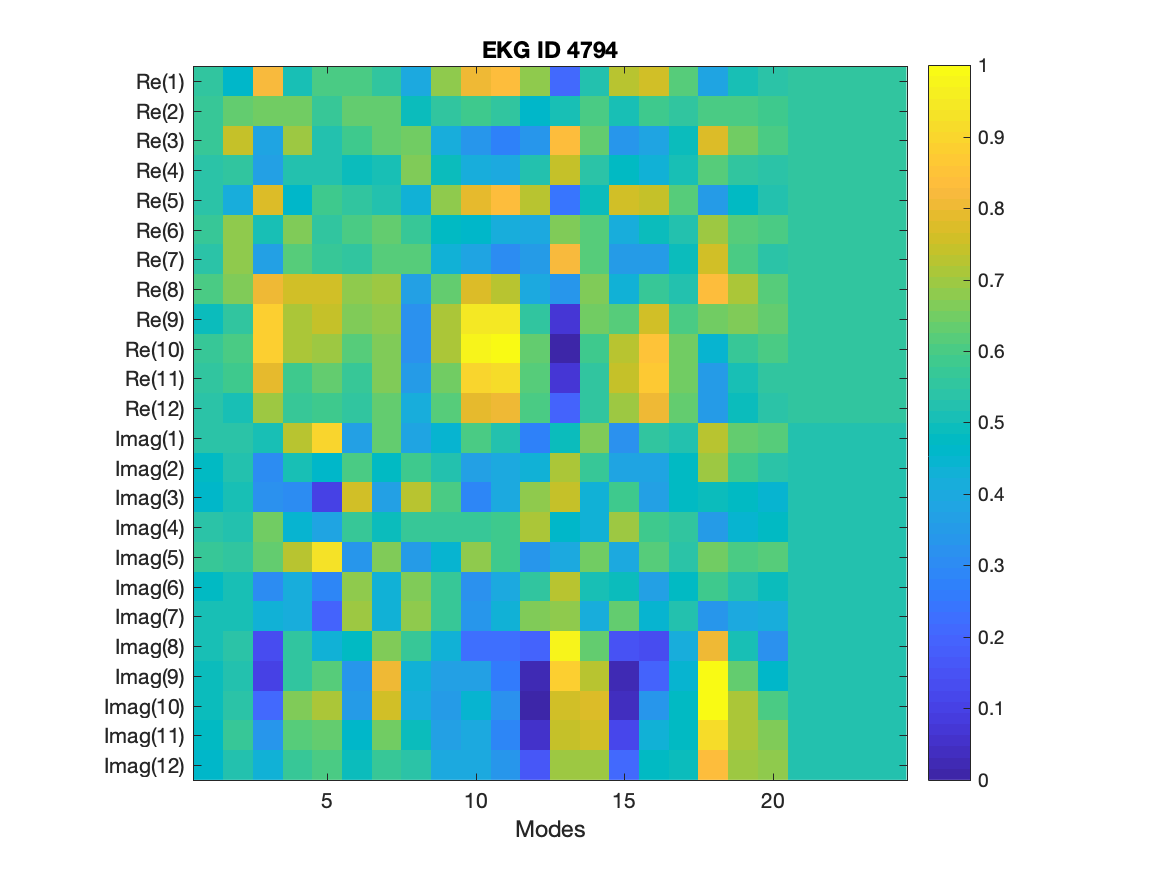 EKG ID 4794
Re(1)
Re(2)
Re(3)
Re(4)
Re(5)
Re(6)
Re(7)
Re(8)
Re(9)
Re(10)
Re(11)
Re(12)
Imag(1)
Imag(2)
Imag(3)
Imag(4)
Imag(5)
Imag(6)
Imag(7)
Imag(8)
Imag(9)
Imag(10)
Imag(11)
Imag(12)
5 10 15 20
Modes
1
0.9
0.8
0.7
0.6
0.5
0.4
0.3
0.2
0.1
0